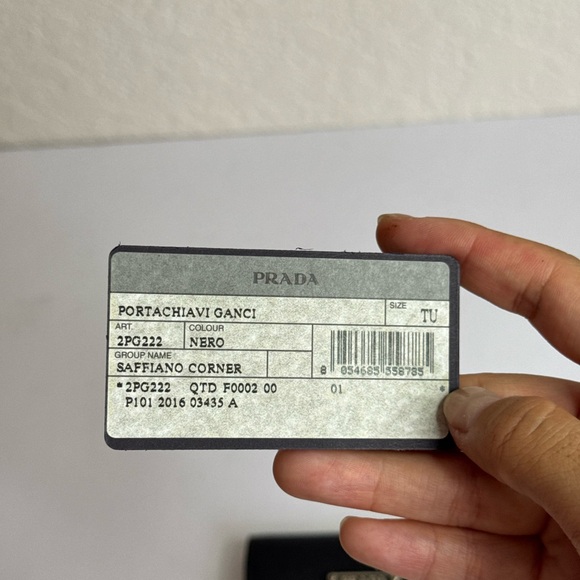 PRADA
PORTACHIAVI GANCI
SIZE
TU
ART.
2PG222
COLOUR
NERO
GROUP NAME
SAFFIANO CORNER
8 054685 558785
* 2PG222 QTD F0002 00 01 *
P101 2016 03435 A